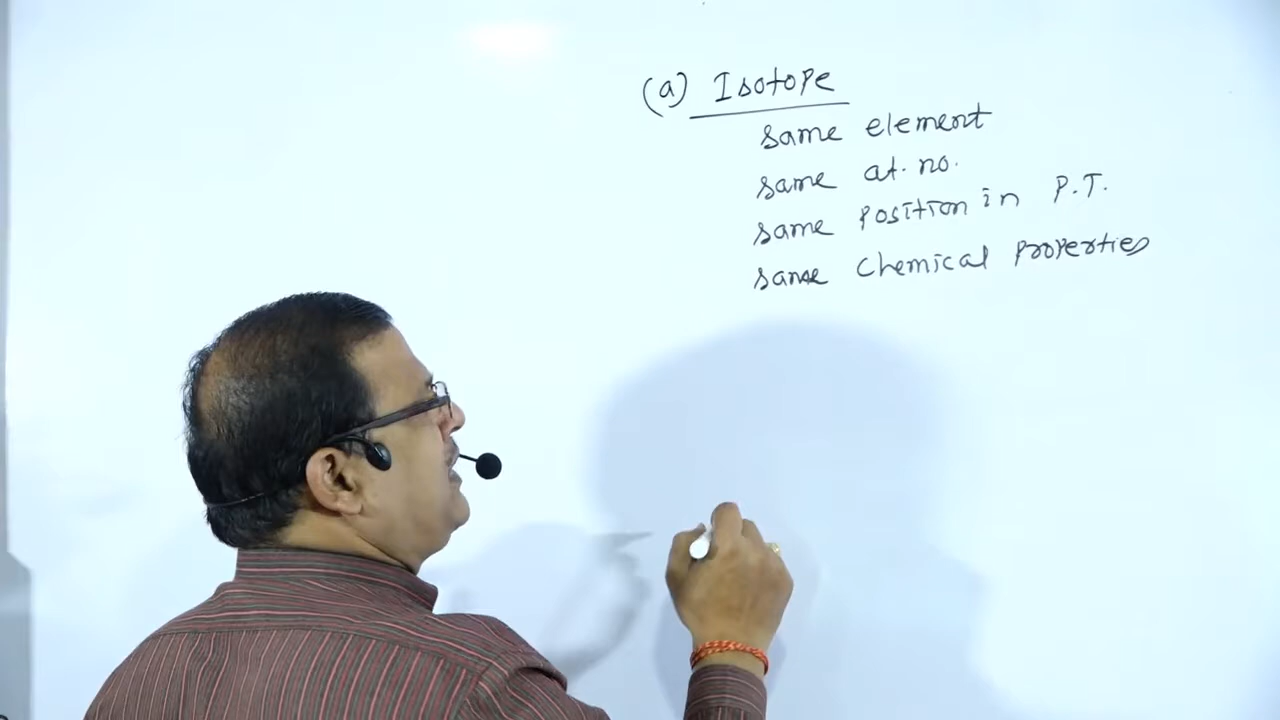 (a) Isotope
same element
same at. no.
same position in P.T.
same chemical properties